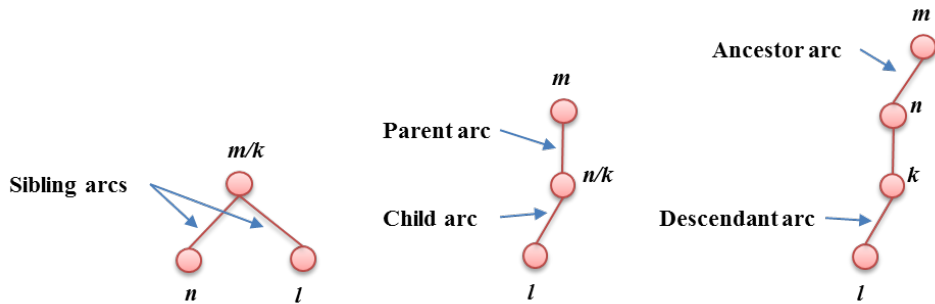 m/k
Sibling arcs
n
l
m
Parent arc
n/k
Child arc
l
m
Ancestor arc
n
k
Descendant arc
l